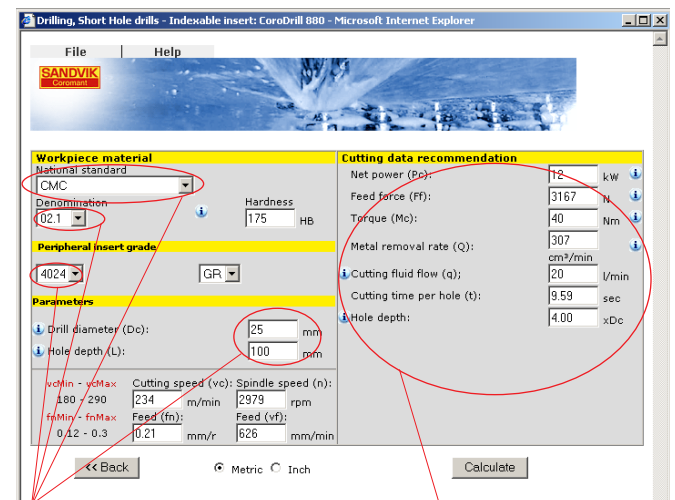 Drilling, Short Hole drills - Indexable insert: CoroDrill 880 - Microsoft Internet Explorer
File | Help
SANDVIK
Coromant
Workpiece material
National standard
CMC
Denomination
02.1
Hardness
175 HB
Peripheral insert grade
4024
GR
Parameters
Drill diameter (Dc): 25 mm
Hole depth (L): 100 mm
vcMin - vcMax Cutting speed (vc): Spindle speed (n):
180 - 290 234 m/min 2979 rpm
fnMin - fnMax Feed (fn): Feed (vf):
0.12 - 0.3 0.21 mm/r 626 mm/min
Cutting data recommendation
Net power (Pc): 12 kW
Feed force (Ff): 3167 N
Torque (Mc): 40 Nm
Metal removal rate (Q): 307
cm³/min
Cutting fluid flow (q); 20 l/min
Cutting time per hole (t): 9.59 sec
Hole depth: 4.00 xDc
<< Back
Metric Inch
Calculate